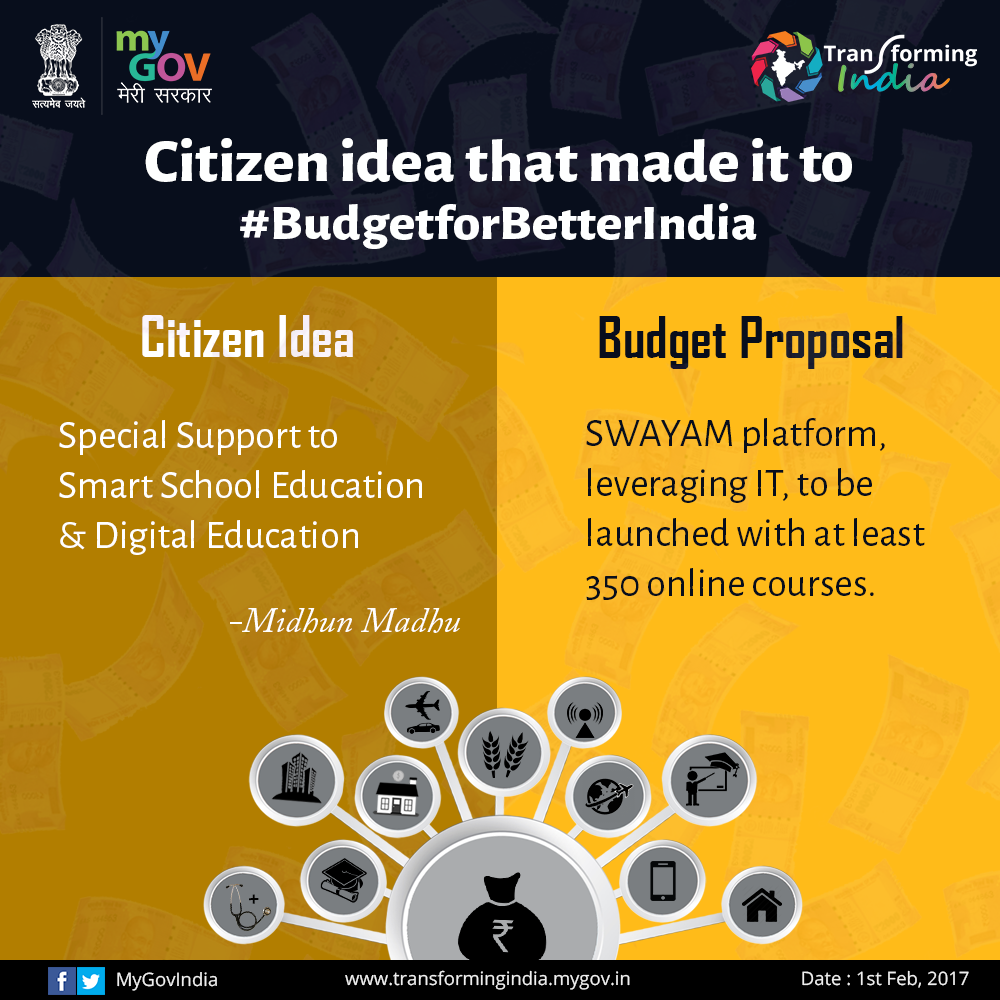 सत्यमेव जयते
my
GOV
मेरी सरकार
Transforming
India
Citizen idea that made it to
#BudgetforBetterIndia
Citizen Idea
Special Support to
Smart School Education
& Digital Education
-Midhun Madhu
Budget Proposal
SWAYAM platform,
leveraging IT, to be
launched with at least
350 online courses.
₹
MyGovIndia
www.transformingindia.mygov.in
Date : 1st Feb, 2017